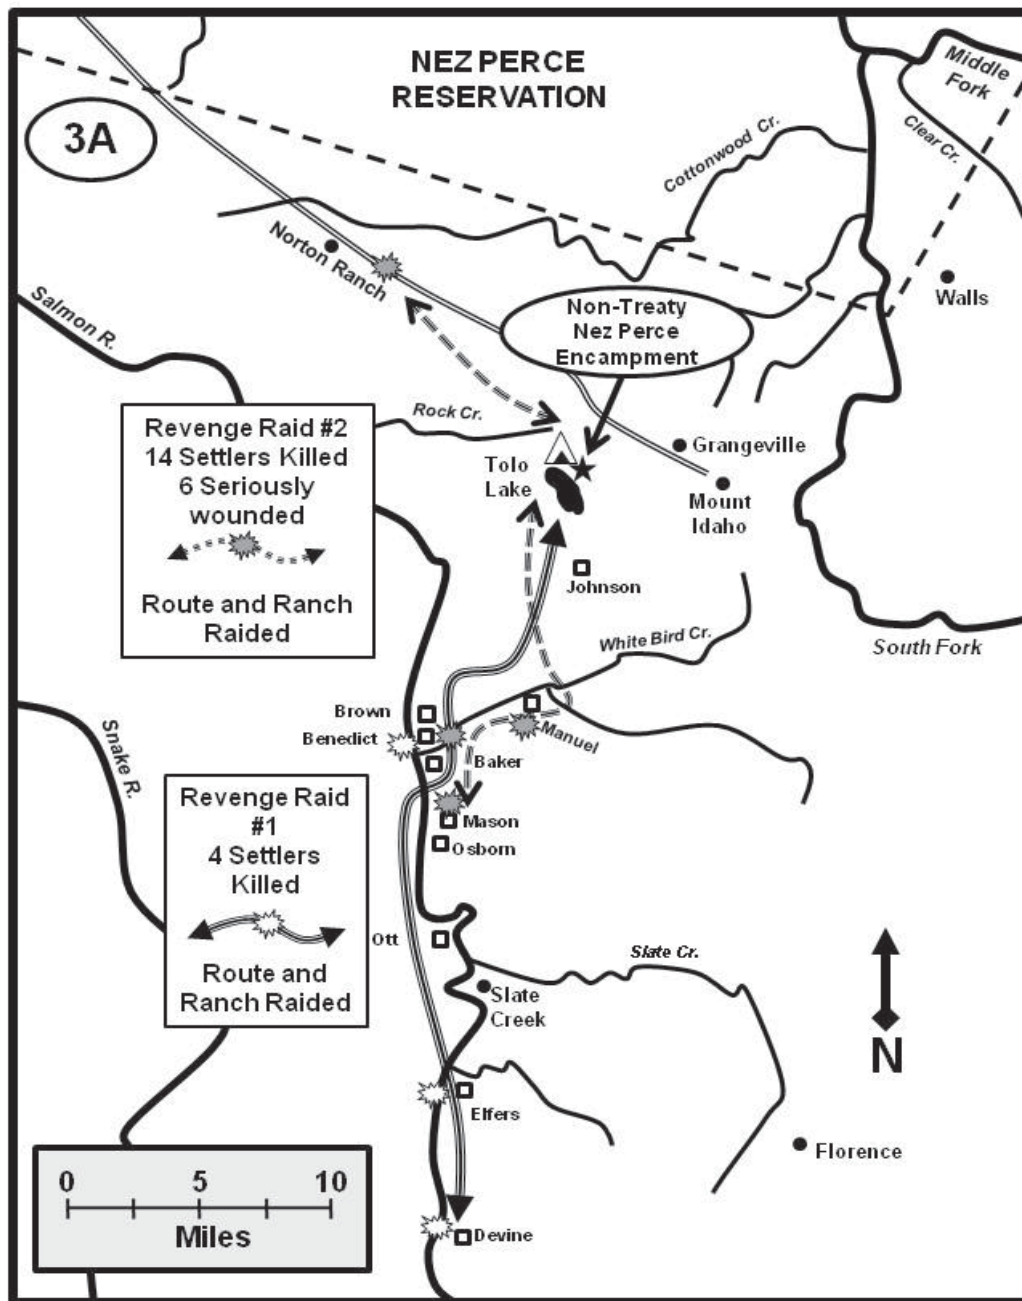 NEZ PERCE
RESERVATION
Middle
Fork
3A
Cottonwood Cr.
Clear Cr.
Norton Ranch
Salmon R.
Walls
Non-Treaty
Nez Perce
Encampment
Rock Cr.
Revenge Raid #2
14 Settlers Killed
6 Seriously
wounded
Route and Ranch
Raided
Grangeville
Tolo
Lake
Mount
Idaho
Johnson
White Bird Cr.
South Fork
Brown
Benedict
Manuel
Snake R.
Baker
Revenge Raid
#1
4 Settlers
Killed
Route and
Ranch Raided
Mason
Osborn
Ott
Slate Cr.
Slate
Creek
N
Elfers
Florence
0 5 10
Miles
Devine